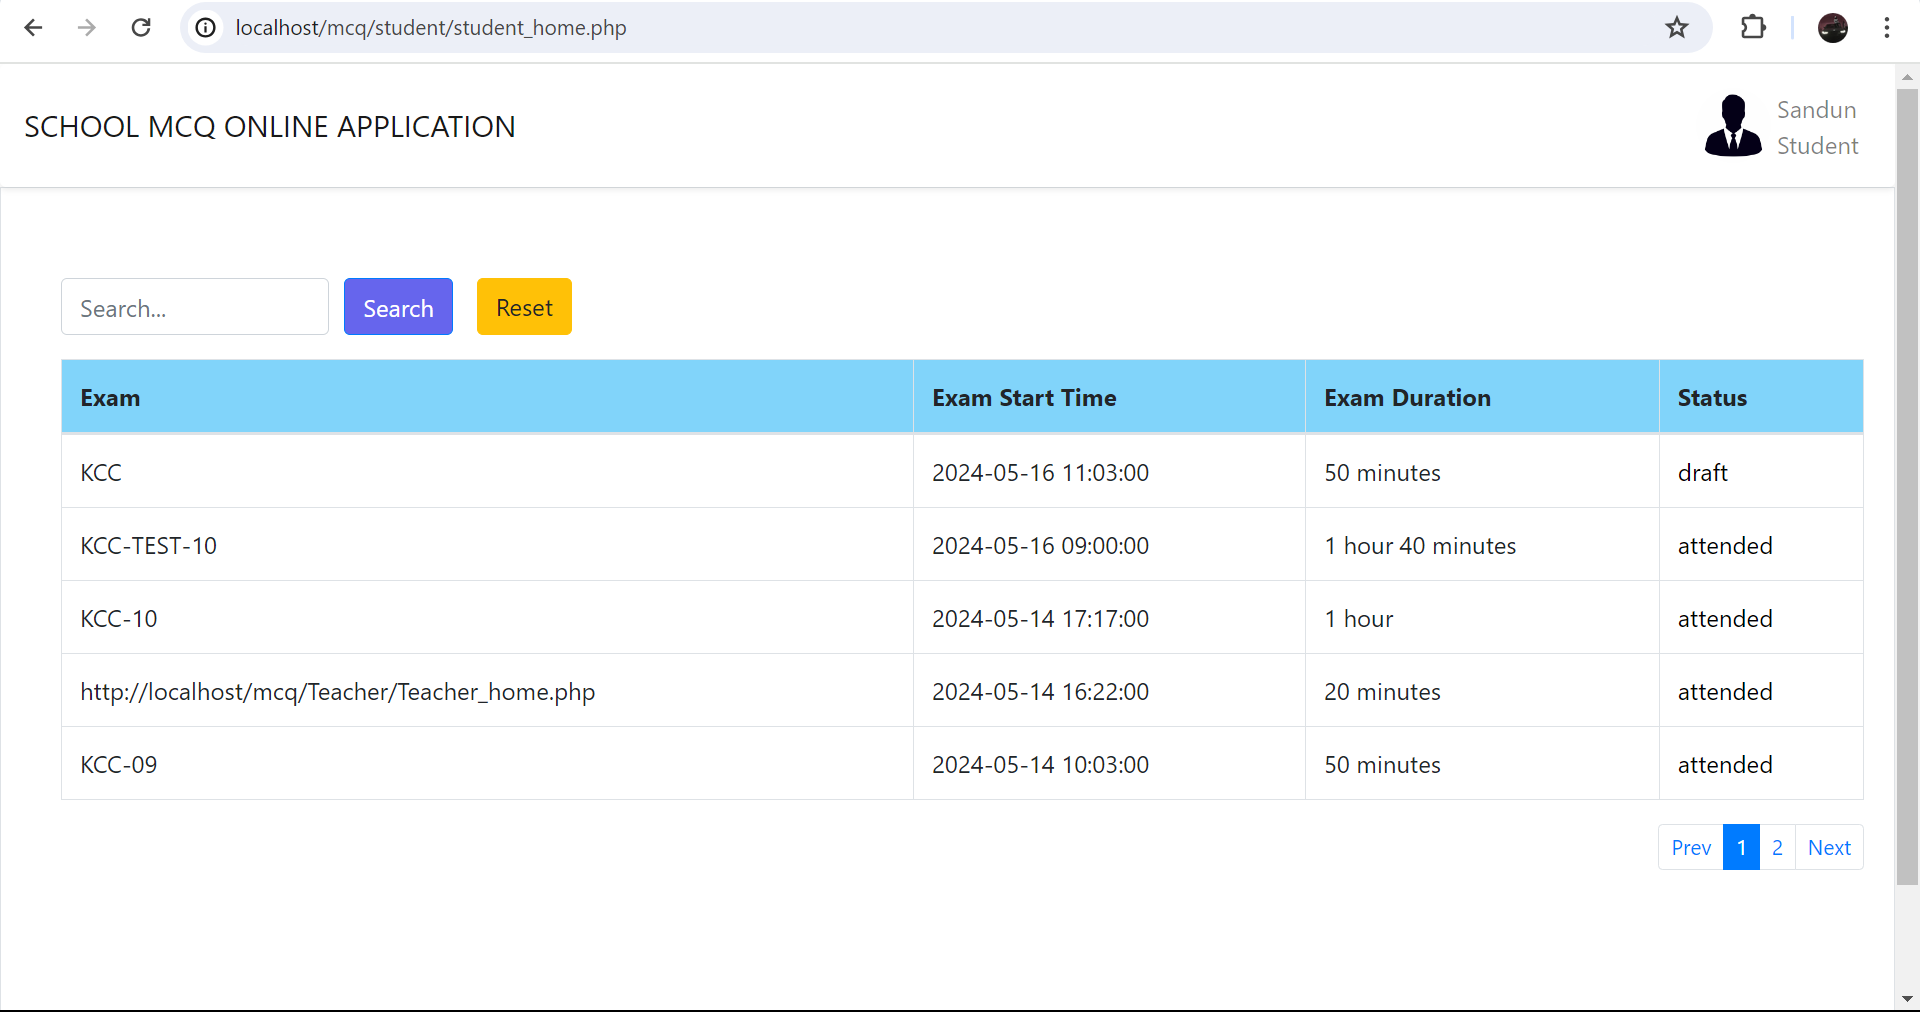 localhost/mcq/student/student_home.php
SCHOOL MCQ ONLINE APPLICATION
Sandun
Student
Search...
Search
Reset
Exam Exam Start Time Exam Duration Status
KCC 2024-05-16 11:03:00 50 minutes draft
KCC-TEST-10 2024-05-16 09:00:00 1 hour 40 minutes attended
KCC-10 2024-05-14 17:17:00 1 hour attended
http://localhost/mcq/Teacher/Teacher_home.php 2024-05-14 16:22:00 20 minutes attended
KCC-09 2024-05-14 10:03:00 50 minutes attended
Prev 1 2 Next